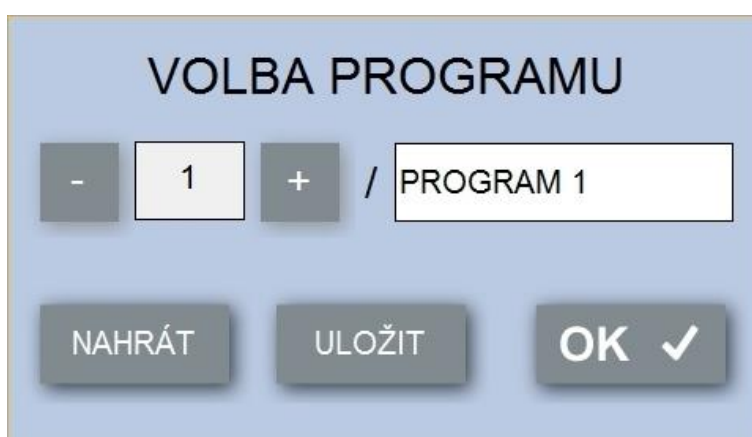 VOLBA PROGRAMU
- 1 + / PROGRAM 1
NAHRÁT ULOŽIT OK ✓